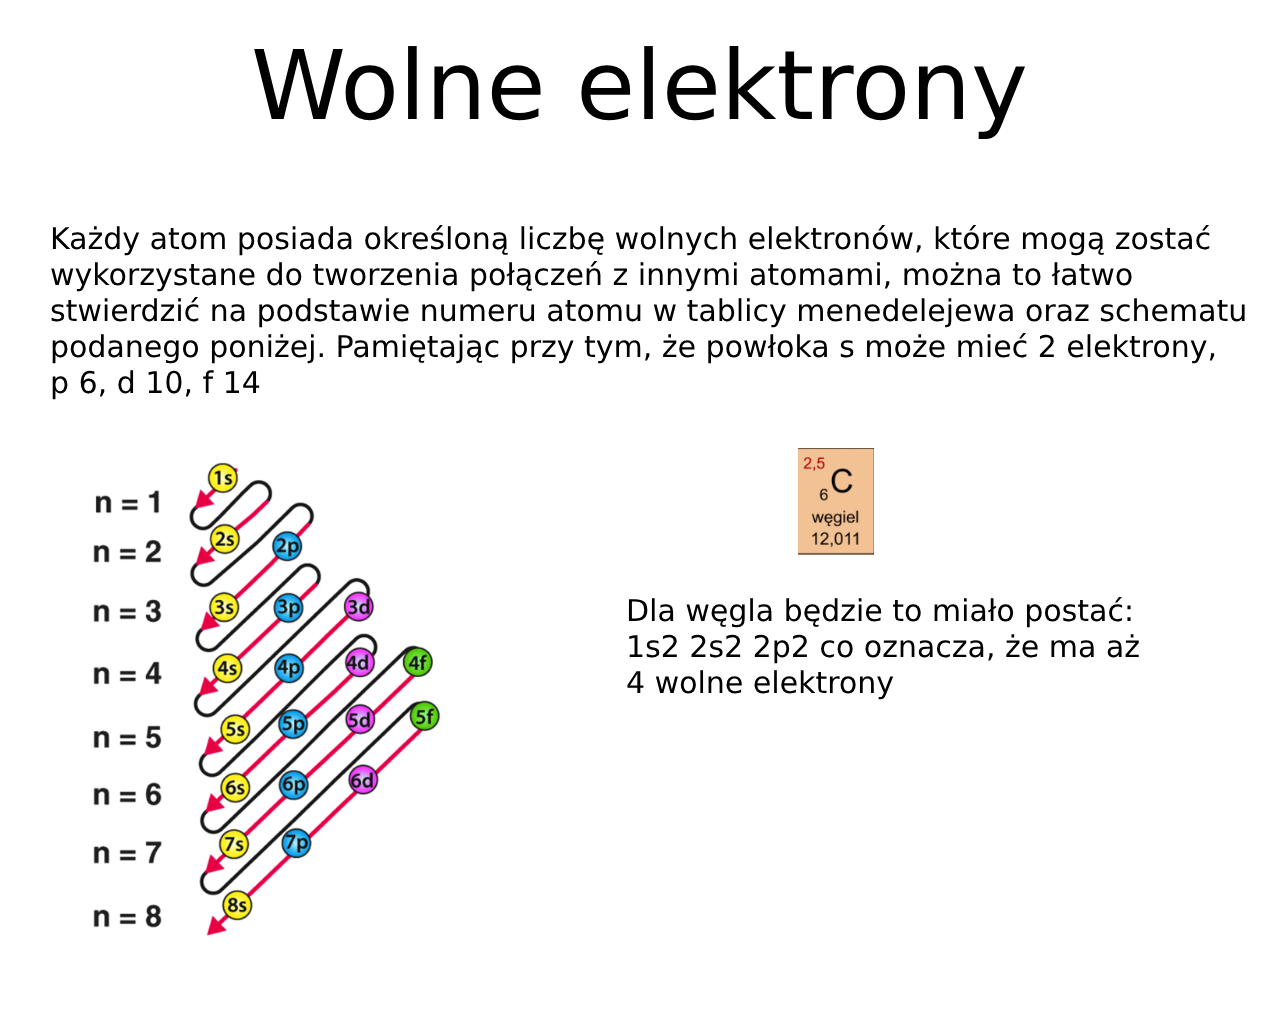 Wolne elektrony
Każdy atom posiada określoną liczbę wolnych elektronów, które mogą zostać
wykorzystane do tworzenia połączeń z innymi atomami, można to łatwo
stwierdzić na podstawie numeru atomu w tablicy menedelejewa oraz schematu
podanego poniżej. Pamiętając przy tym, że powłoka s może mieć 2 elektrony,
p 6, d 10, f 14
1s
n = 1
2s 2p
n = 2
3s 3p 3d
n = 3
4s 4p 4d 4f
n = 4
5s 5p 5d 5f
n = 5
6s 6p 6d
n = 6
7s 7p
n = 7
8s
n = 8
2,5
C
6
węgiel
12,011
Dla węgla będzie to miało postać:
1s2 2s2 2p2 co oznacza, że ma aż
4 wolne elektrony